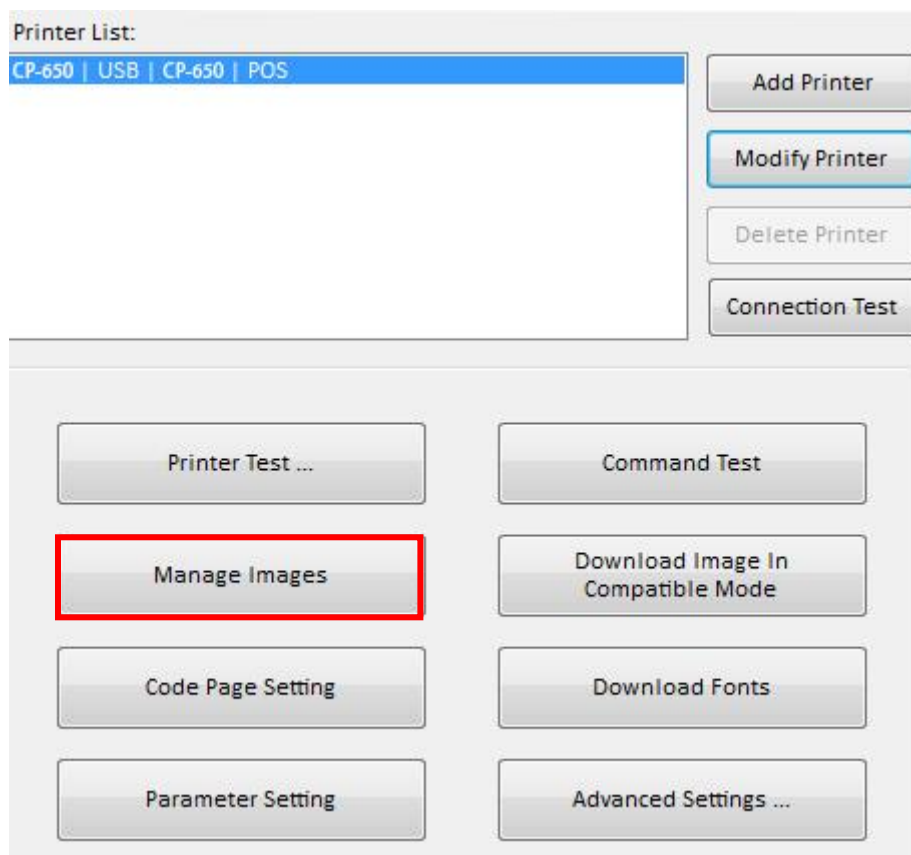 Printer List:
CP-650 | USB | CP-650 | POS
Add Printer
Modify Printer
Delete Printer
Connection Test
Printer Test ...
Command Test
Manage Images
Download Image In
Compatible Mode
Code Page Setting
Download Fonts
Parameter Setting
Advanced Settings ...